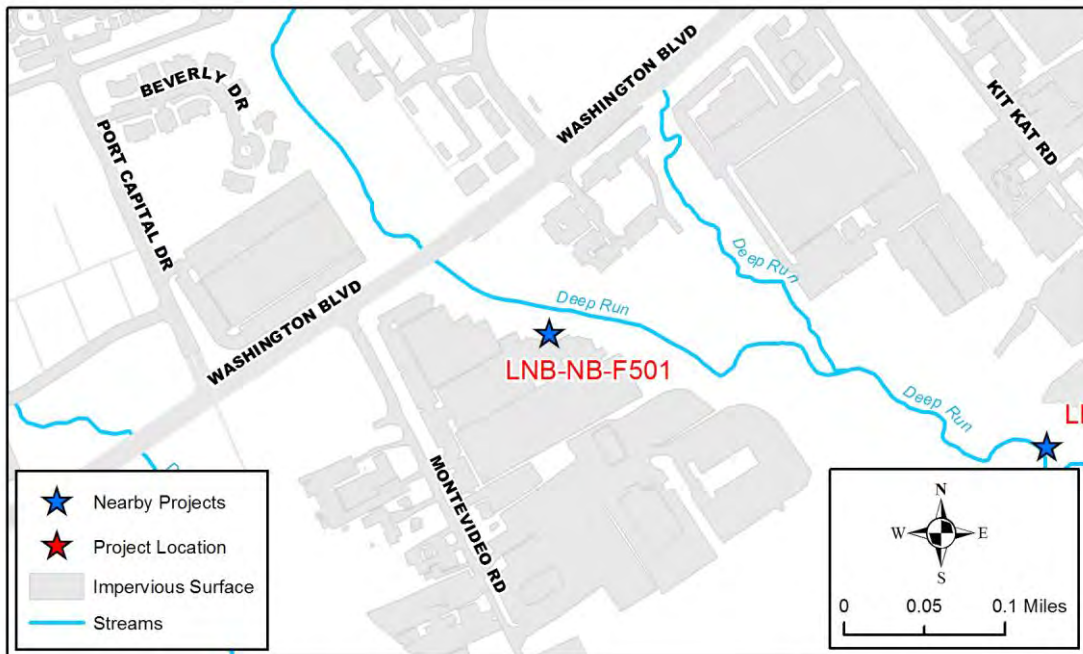 BEVERLY DR
PORT CAPITAL DR
WASHINGTON BLVD
KIT KAT RD
WASHINGTON BLVD
Deep Run
Deep Run
LNB-NB-F501
Deep Run
MONTEVIDEO RD
Nearby Projects
Project Location
Impervious Surface
Streams
N
W E
S
0 0.05 0.1 Miles